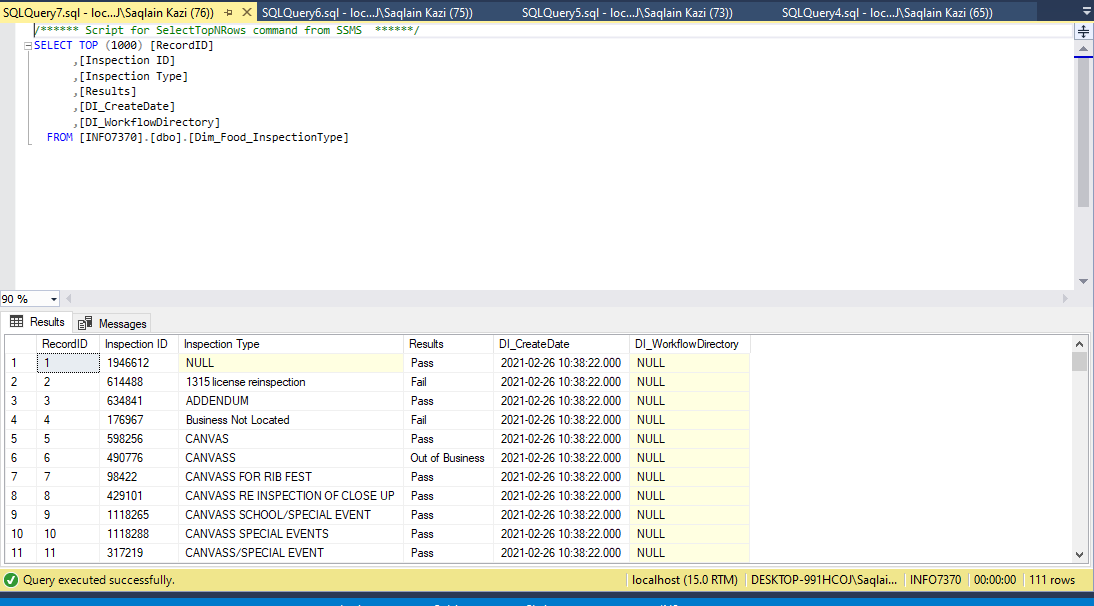 SQLQuery7.sql - loc...J\Saqlain Kazi (76)) SQLQuery6.sql - loc...J\Saqlain Kazi (75)) SQLQuery5.sql - loc...J\Saqlain Kazi (73)) SQLQuery4.sql - loc...J\Saqlain Kazi (65))
/****** Script for SelectTopNRows command from SSMS  ******/
SELECT TOP (1000) [RecordID]
,[Inspection ID]
,[Inspection Type]
,[Results]
,[DI_CreateDate]
,[DI_WorkflowDirectory]
FROM [INFO7370].[dbo].[Dim_Food_InspectionType]
90 %
Results Messages
RecordID Inspection ID Inspection Type Results DI_CreateDate DI_WorkflowDirectory
1 1 1946612 NULL Pass 2021-02-26 10:38:22.000 NULL
2 2 614488 1315 license reinspection Fail 2021-02-26 10:38:22.000 NULL
3 3 634841 ADDENDUM Pass 2021-02-26 10:38:22.000 NULL
4 4 176967 Business Not Located Fail 2021-02-26 10:38:22.000 NULL
5 5 598256 CANVAS Pass 2021-02-26 10:38:22.000 NULL
6 6 490776 CANVASS Out of Business 2021-02-26 10:38:22.000 NULL
7 7 98422 CANVASS FOR RIB FEST Pass 2021-02-26 10:38:22.000 NULL
8 8 429101 CANVASS RE INSPECTION OF CLOSE UP Pass 2021-02-26 10:38:22.000 NULL
9 9 1118265 CANVASS SCHOOL/SPECIAL EVENT Pass 2021-02-26 10:38:22.000 NULL
10 10 1118288 CANVASS SPECIAL EVENTS Pass 2021-02-26 10:38:22.000 NULL
11 11 317219 CANVASS/SPECIAL EVENT Pass 2021-02-26 10:38:22.000 NULL
Query executed successfully. localhost (15.0 RTM) DESKTOP-991HCOJ\Saqlai... INFO7370 00:00:00 111 rows